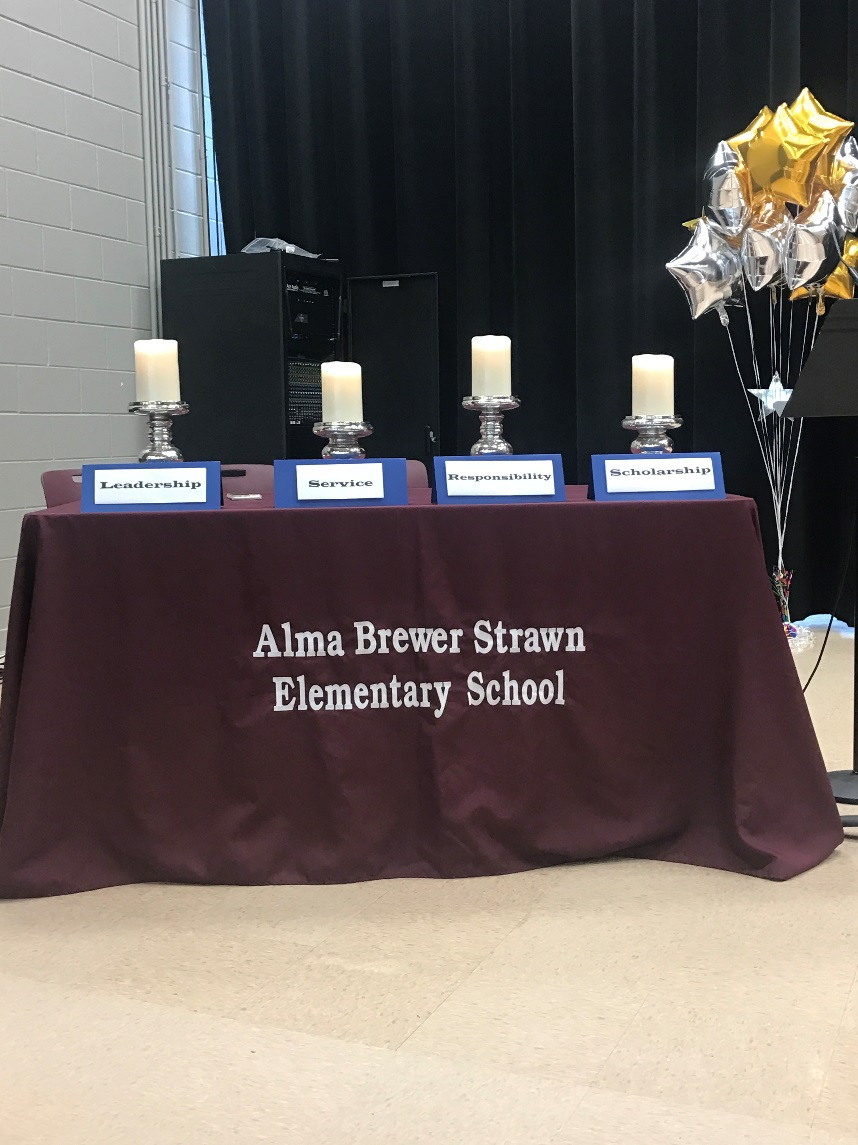 Leadership
Service
Responsibility
Scholarship
Alma Brewer Strawn
Elementary School